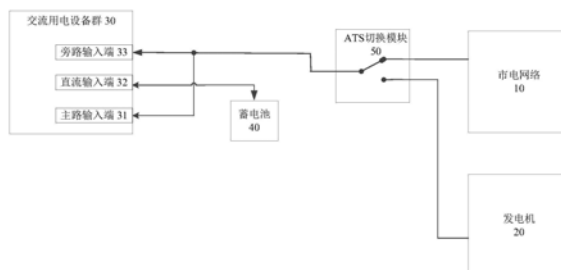 交流用电设备群 30
旁路输入端 33
直流输入端 32
主路输入端 31
蓄电池
40
ATS切换模块
50
市电网络
10
发电机
20